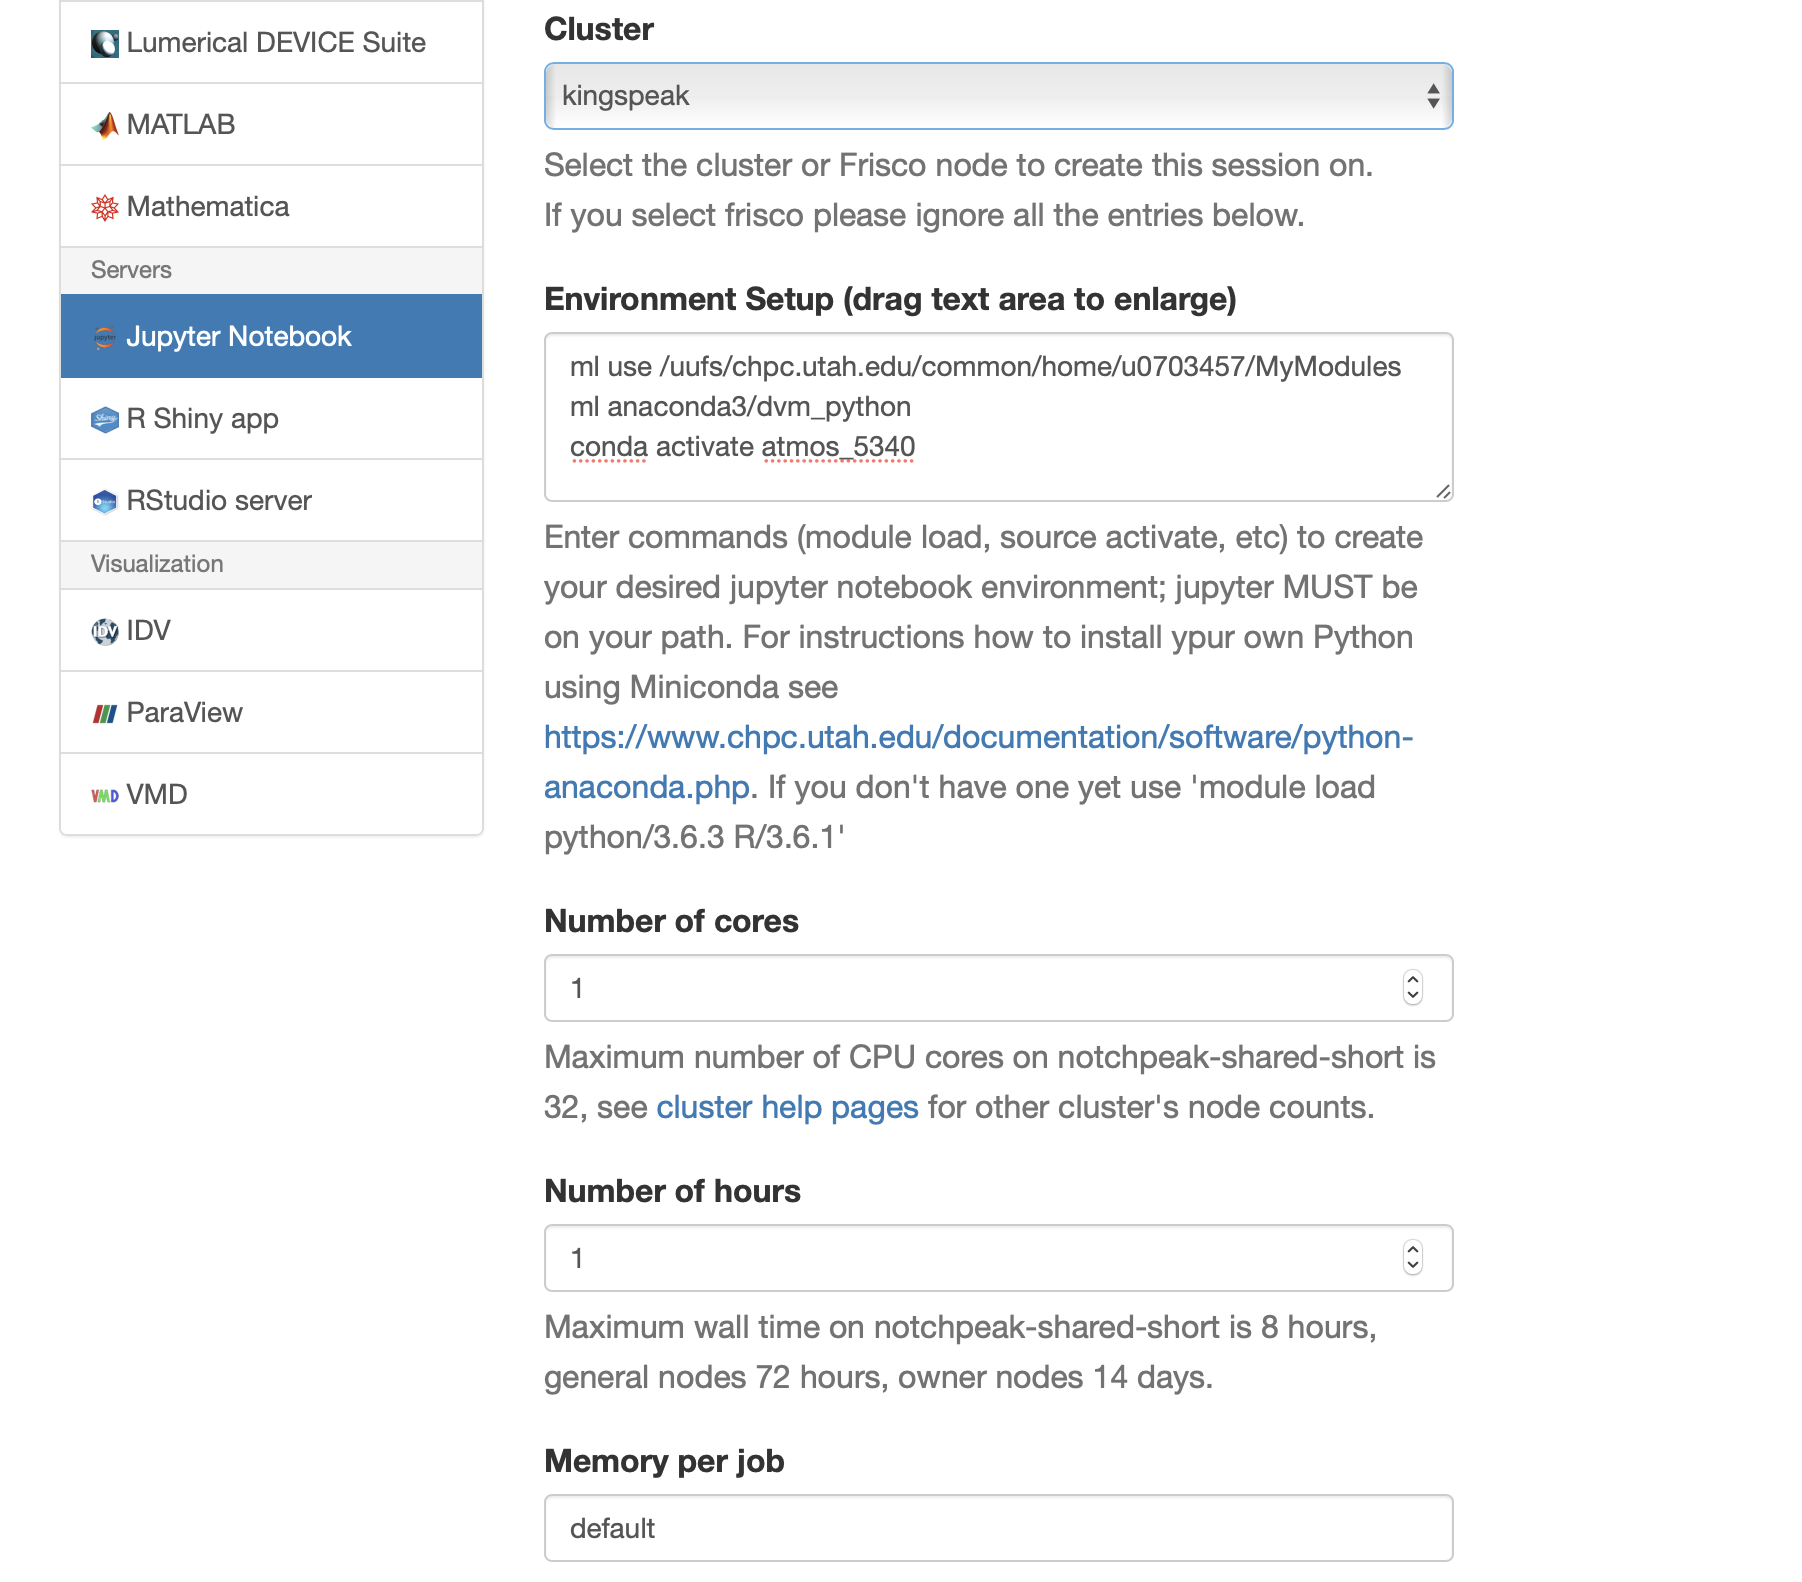 Lumerical DEVICE Suite
MATLAB
Mathematica
Servers
Jupyter Notebook
R Shiny app
RStudio server
Visualization
IDV
ParaView
VMD
Cluster
kingspeak
Select the cluster or Frisco node to create this session on.
If you select frisco please ignore all the entries below.
Environment Setup (drag text area to enlarge)
ml use /uufs/chpc.utah.edu/common/home/u0703457/MyModules
ml anaconda3/dvm_python
conda activate atmos_5340
Enter commands (module load, source activate, etc) to create
your desired jupyter notebook environment; jupyter MUST be
on your path. For instructions how to install ypur own Python
using Miniconda see
https://www.chpc.utah.edu/documentation/software/python-
anaconda.php. If you don't have one yet use 'module load
python/3.6.3 R/3.6.1'
Number of cores
1
Maximum number of CPU cores on notchpeak-shared-short is
32, see cluster help pages for other cluster's node counts.
Number of hours
1
Maximum wall time on notchpeak-shared-short is 8 hours,
general nodes 72 hours, owner nodes 14 days.
Memory per job
default